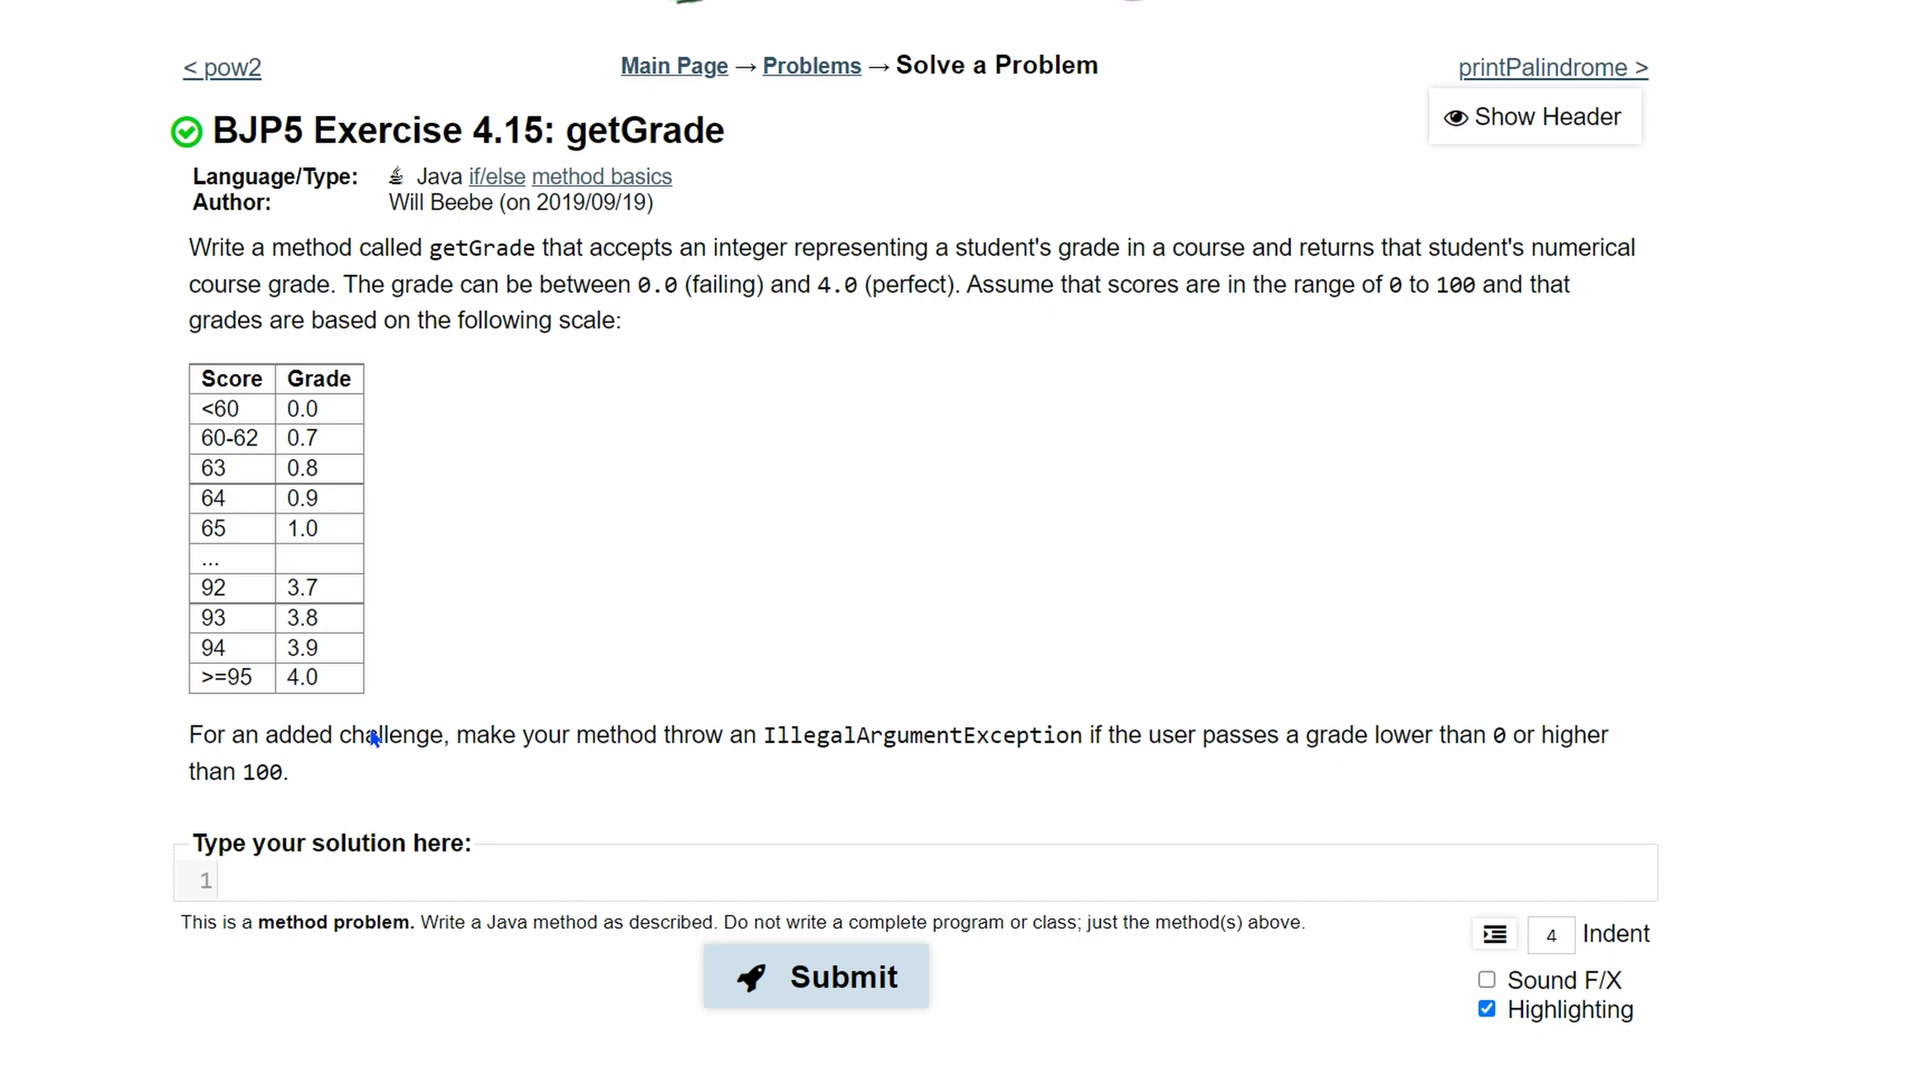 < pow2
Main Page → Problems → Solve a Problem
printPalindrome >
Show Header
BJP5 Exercise 4.15: getGrade
Language/Type: Java if/else method basics
Author: Will Beebe (on 2019/09/19)
Write a method called getGrade that accepts an integer representing a student's grade in a course and returns that student's numerical
course grade. The grade can be between 0.0 (failing) and 4.0 (perfect). Assume that scores are in the range of 0 to 100 and that
grades are based on the following scale:
Score Grade
<60 0.0
60-62 0.7
63 0.8
64 0.9
65 1.0
...
92 3.7
93 3.8
94 3.9
>=95 4.0
For an added challenge, make your method throw an IllegalArgumentException if the user passes a grade lower than 0 or higher
than 100.
Type your solution here:
1
This is a method problem. Write a Java method as described. Do not write a complete program or class; just the method(s) above.
4 Indent
Submit
Sound F/X
Highlighting